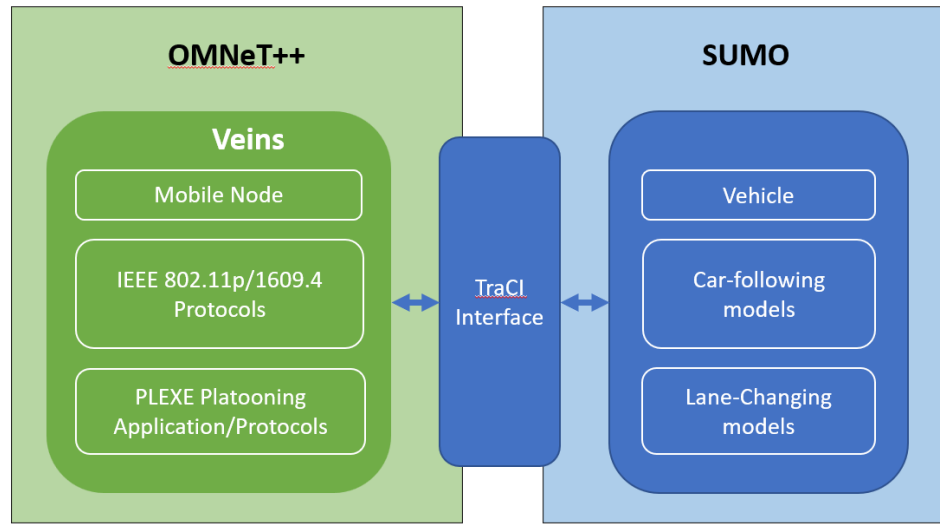 OMNeT++
SUMO
Veins
Mobile Node
IEEE 802.11p/1609.4
Protocols
PLEXE Platooning
Application/Protocols
TraCI
Interface
Vehicle
Car-following
models
Lane-Changing
models